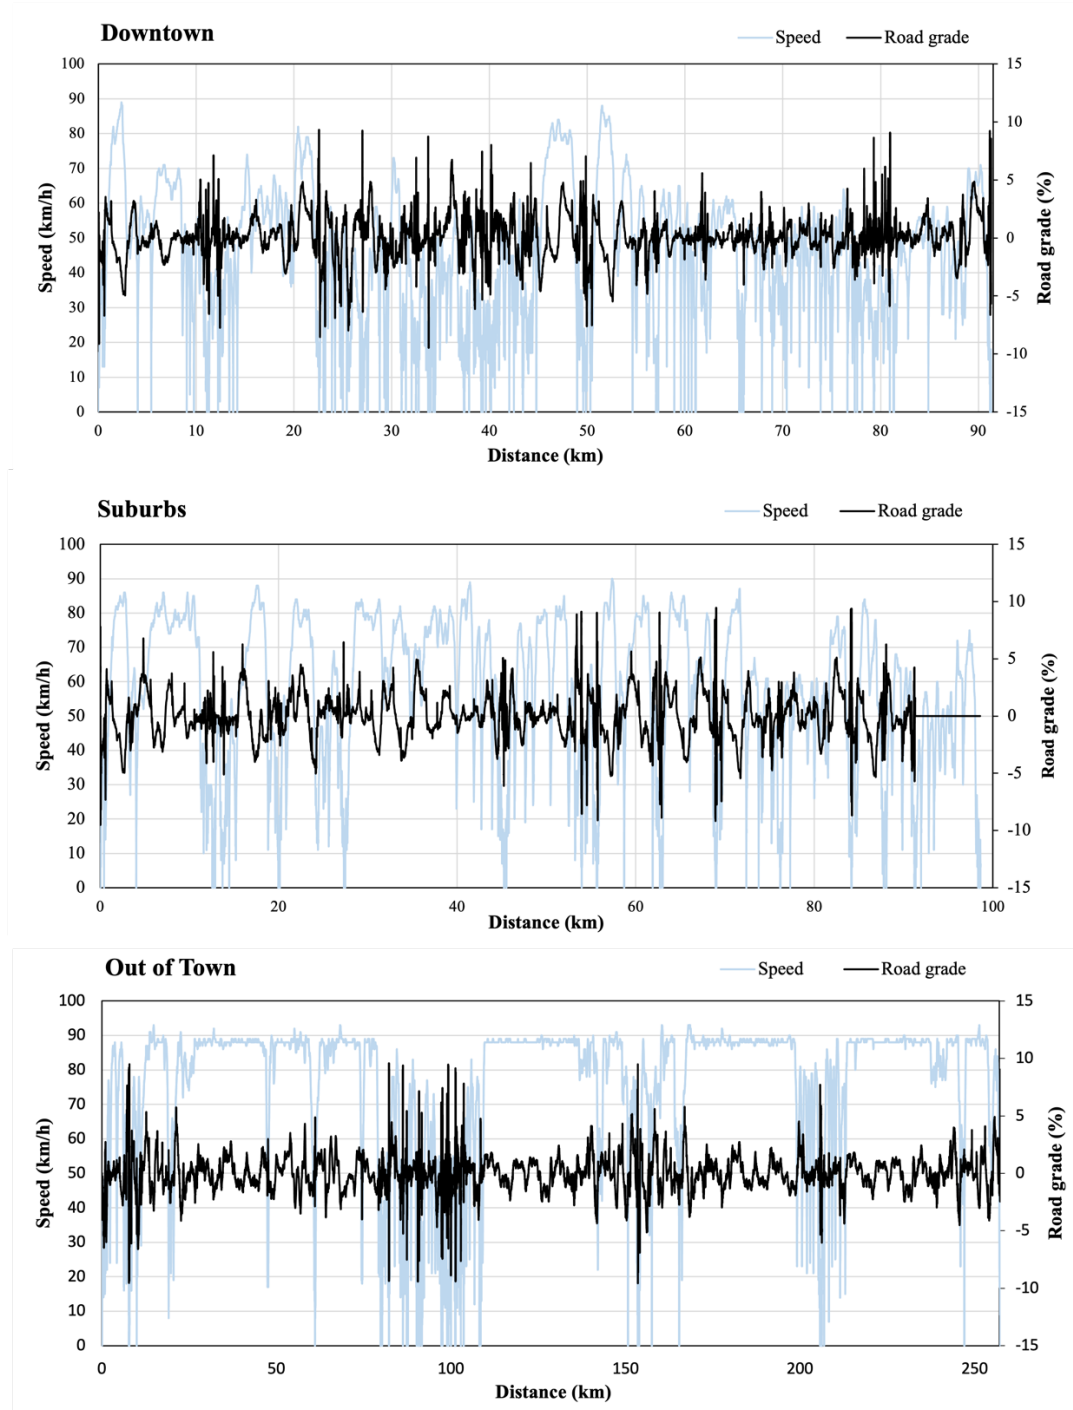 Downtown
Speed Road grade
100 15
90
80 10
70
60 5
50 0
40
30 -5
20 -10
10
0 -15
Speed (km/h)
Road grade (%)
0 10 20 30 40 50 60 70 80 90
Distance (km)
Suburbs
Speed Road grade
100 15
90
80 10
70
60 5
50 0
40
30 -5
20 -10
10
0 -15
Speed (km/h)
Road grade (%)
0 20 40 60 80 100
Distance (km)
Out of Town
Speed Road grade
100 15
90
80 10
70
60 5
50 0
40
30 -5
20 -10
10
0 -15
Speed (km/h)
Road grade (%)
0 50 100 150 200 250
Distance (km)